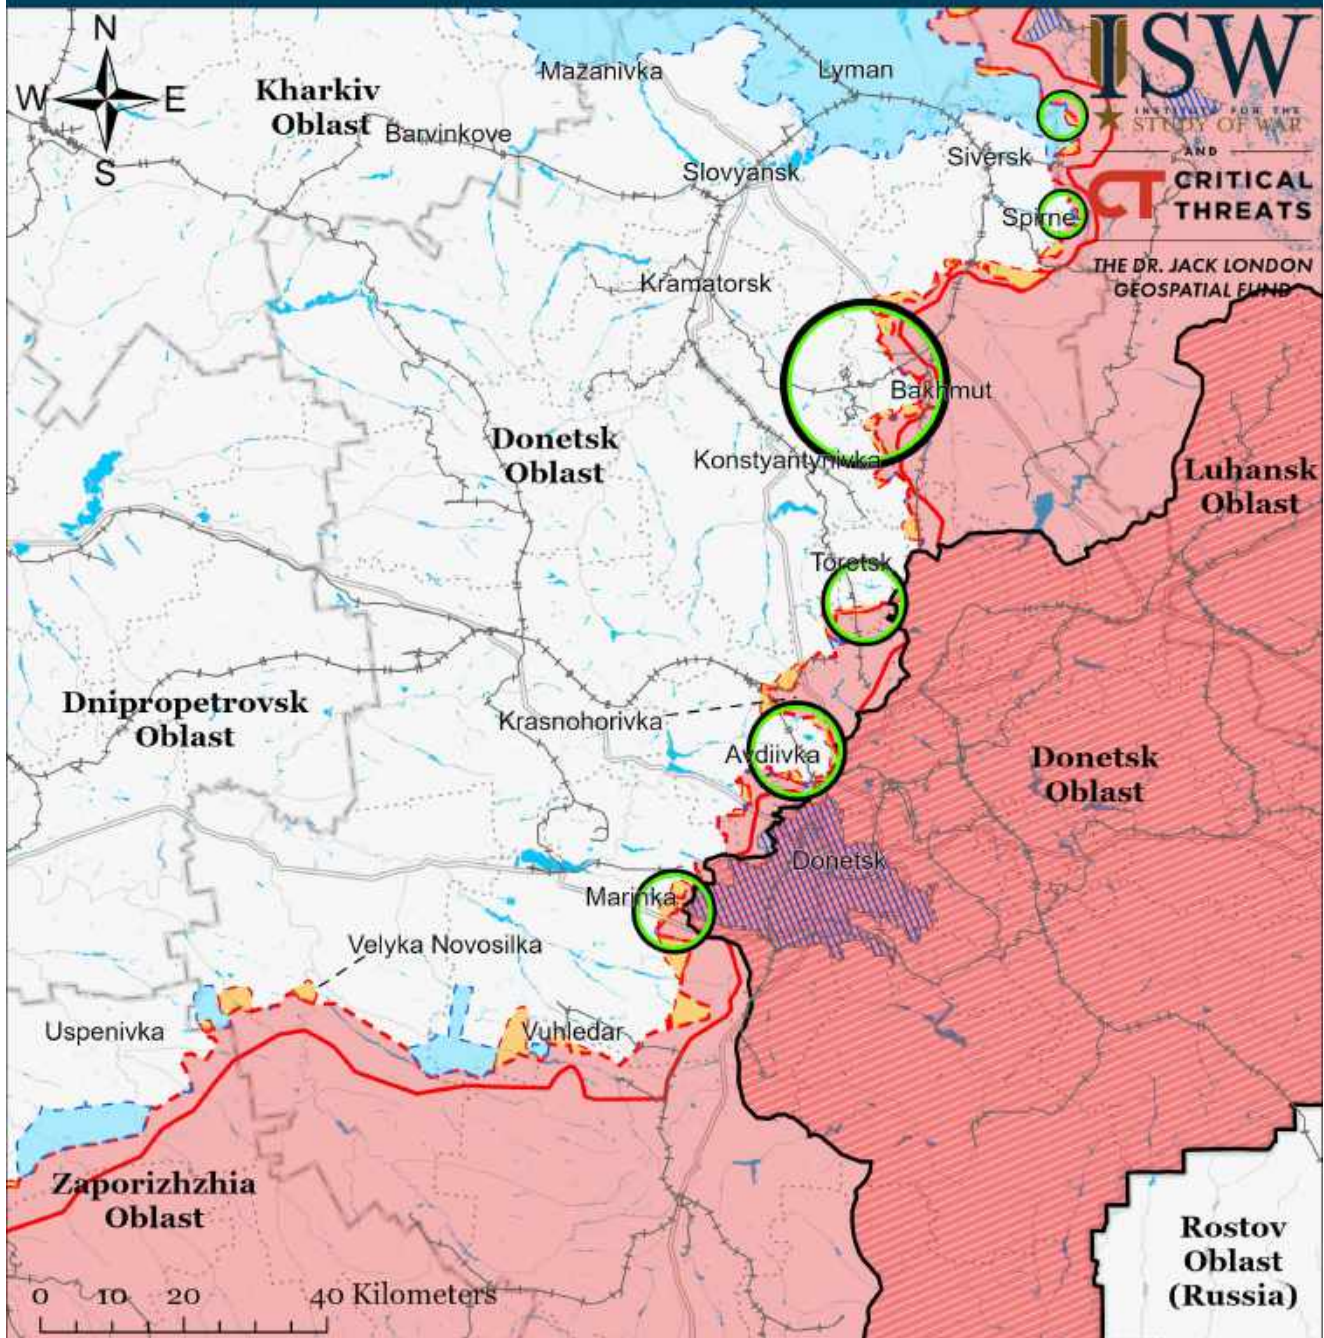 N
W E
S
Kharkiv
Oblast
Barvinkove
Mazanivka
Lyman
Slovyansk
Siversk
Spirne
Kramatorsk
Bakhmut
Donetsk
Oblast
Konstyantynivka
Luhansk
Oblast
Toretsk
Dnipropetrovsk
Oblast
Krasnohorivka
Avdiivka
Donetsk
Oblast
Donetsk
Marinka
Velyka Novosilka
Uspenivka
Vuhledar
Zaporizhzhia
Oblast
Rostov
Oblast
(Russia)
0 10 20 40 Kilometers
ISW
INSTITUTE FOR THE
STUDY OF WAR
AND
CT CRITICAL
THREATS
THE DR. JACK LONDON
GEOSPATIAL FUND